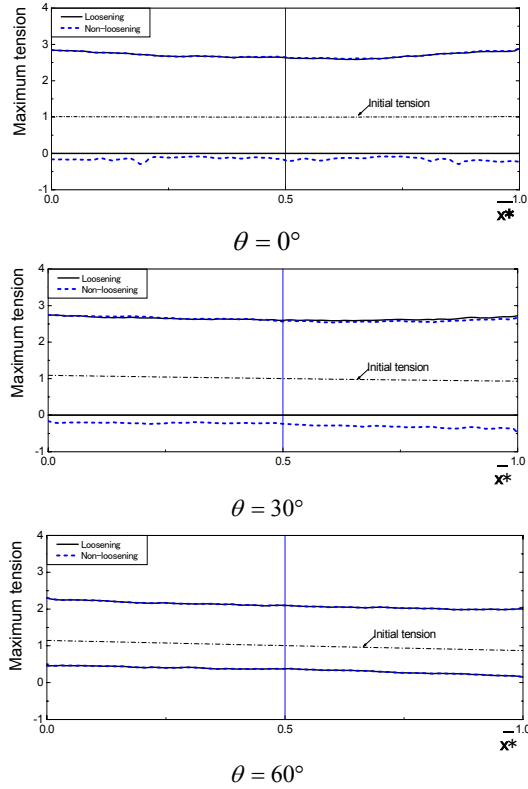 Loosening
Non-loosening
Maximum tension
4
3
2
1
0
-1
Initial tension
0.0
0.5
1.0
x*
θ = 0°
Loosening
Non-loosening
Maximum tension
4
3
2
1
0
-1
Initial tension
0.0
0.5
1.0
x*
θ = 30°
Loosening
Non-loosening
Maximum tension
4
3
2
1
0
-1
Initial tension
0.0
0.5
1.0
x*
θ = 60°